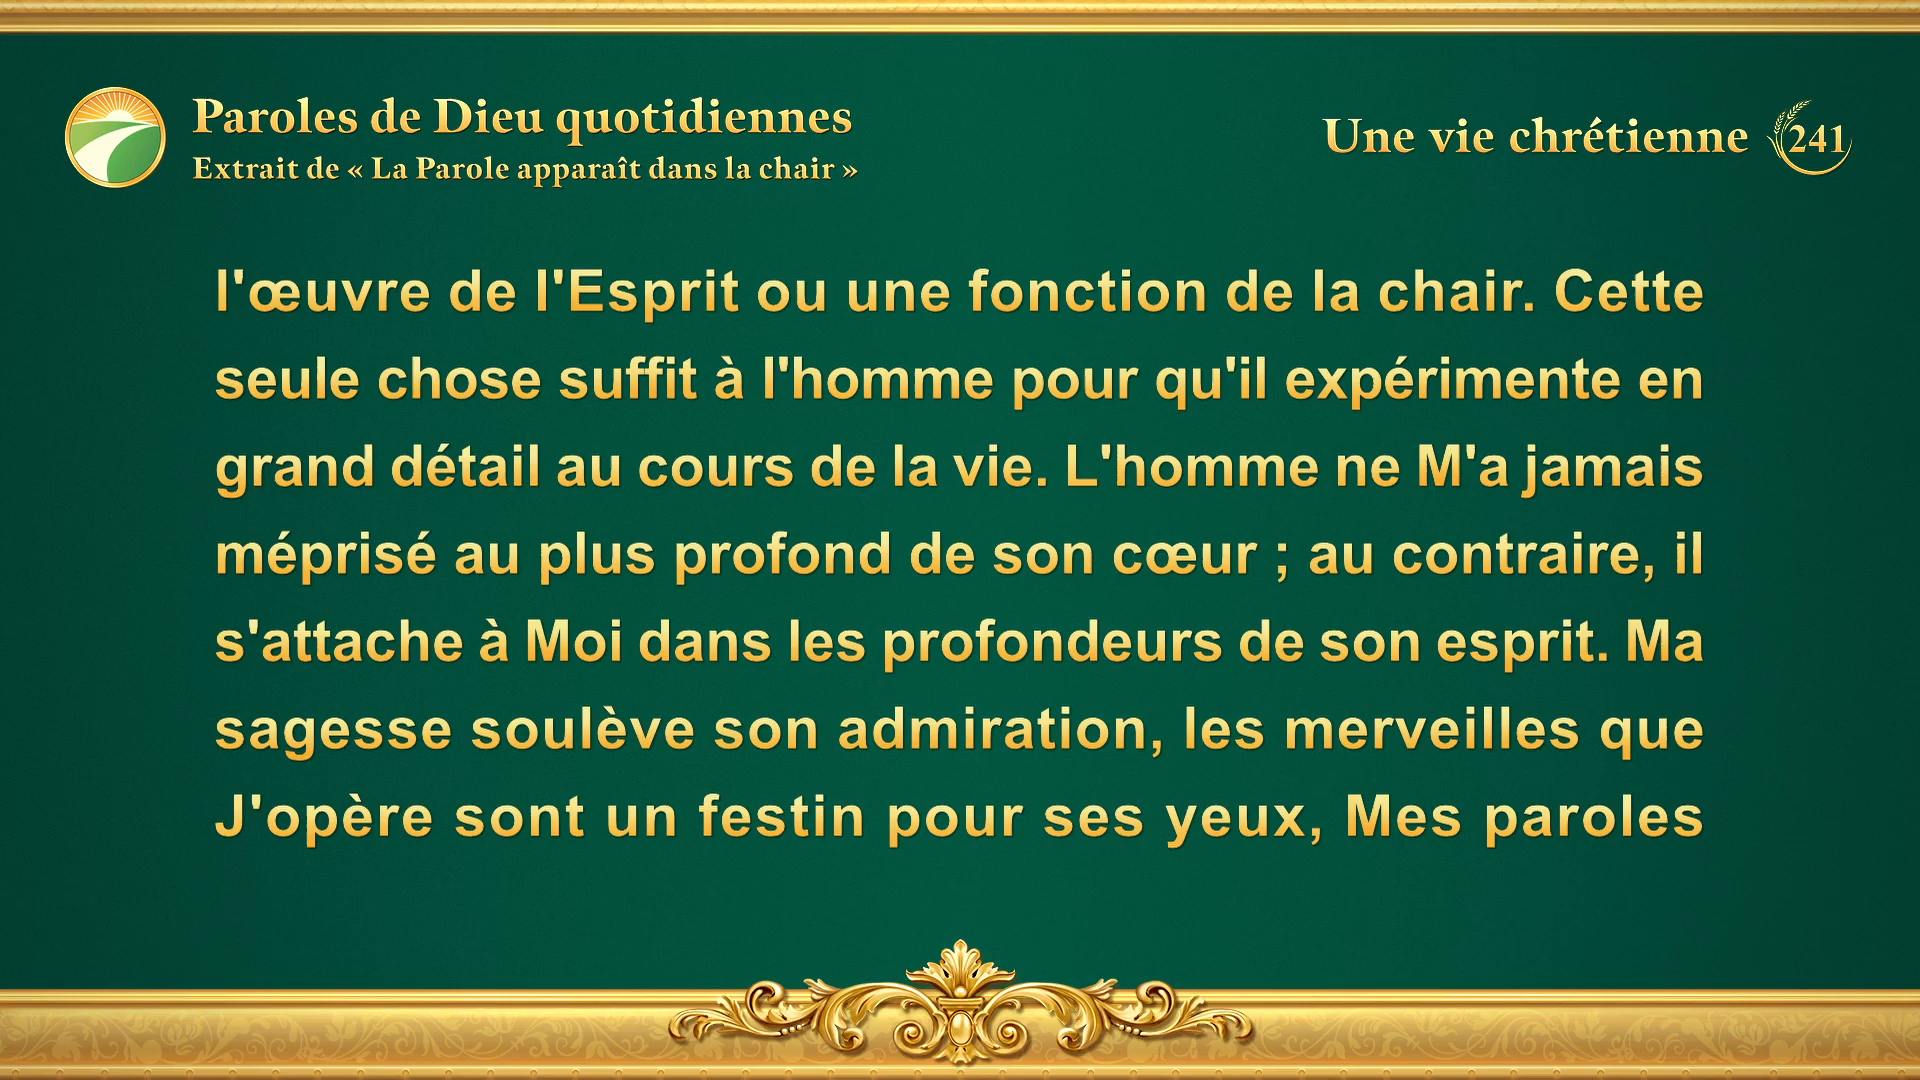 Paroles de Dieu quotidiennes
Extrait de « La Parole apparaît dans la chair »
Une vie chrétienne 241
l'œuvre de l'Esprit ou une fonction de la chair. Cette
seule chose suffit à l'homme pour qu'il expérimente en
grand détail au cours de la vie. L'homme ne M'a jamais
méprisé au plus profond de son cœur ; au contraire, il
s'attache à Moi dans les profondeurs de son esprit. Ma
sagesse soulève son admiration, les merveilles que
J'opère sont un festin pour ses yeux, Mes paroles